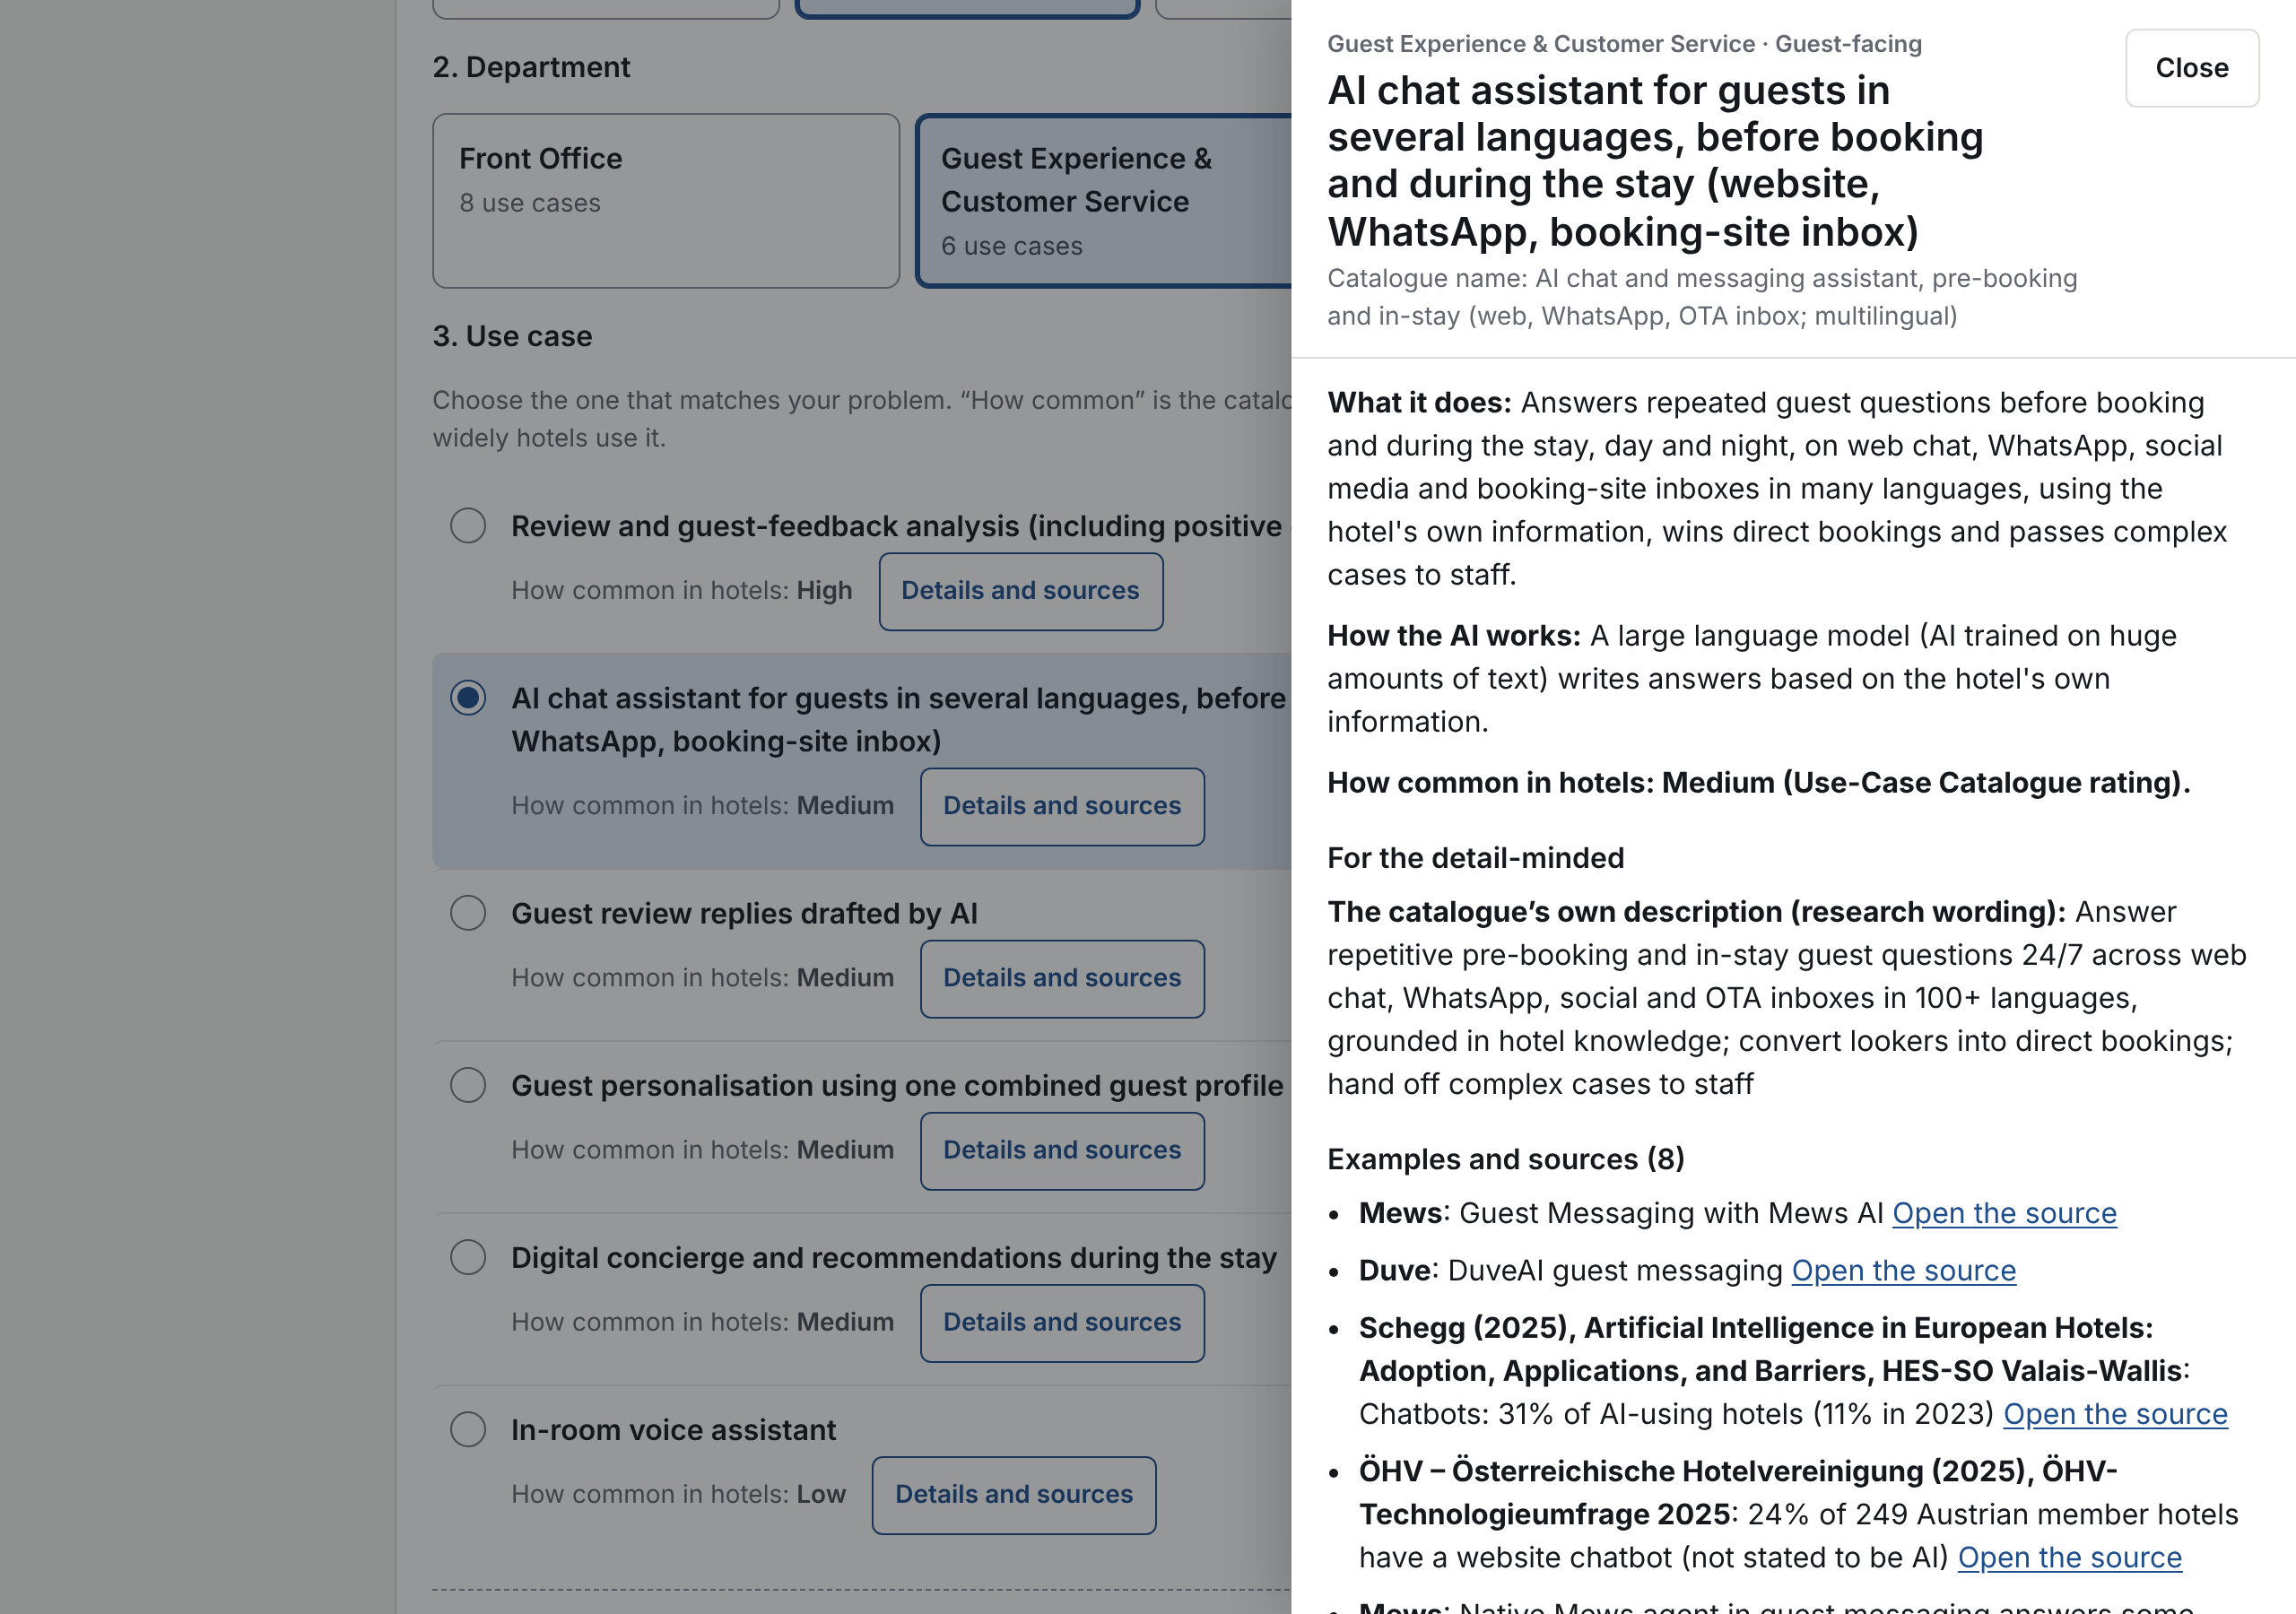 2. Department
Front Office
8 use cases
Guest Experience &
Customer Service
6 use cases
3. Use case
Choose the one that matches your problem. “How common” is the
widely hotels use it.
Review and guest-feedback analysis (including positive
How common in hotels: High
Details and sources
AI chat assistant for guests in several languages, before
WhatsApp, booking-site inbox)
How common in hotels: Medium
Details and sources
Guest review replies drafted by AI
How common in hotels: Medium
Details and sources
Guest personalisation using one combined guest profile
How common in hotels: Medium
Details and sources
Digital concierge and recommendations during the stay
How common in hotels: Medium
Details and sources
In-room voice assistant
How common in hotels: Low
Details and sources
Guest Experience & Customer Service · Guest-facing
Close
AI chat assistant for guests in
several languages, before booking
and during the stay (website,
WhatsApp, booking-site inbox)
Catalogue name: AI chat and messaging assistant, pre-booking
and in-stay (web, WhatsApp, OTA inbox; multilingual)
What it does: Answers repeated guest questions before booking
and during the stay, day and night, on web chat, WhatsApp, social
media and booking-site inboxes in many languages, using the
hotel's own information, wins direct bookings and passes complex
cases to staff.
How the AI works: A large language model (AI trained on huge
amounts of text) writes answers based on the hotel's own
information.
How common in hotels: Medium (Use-Case Catalogue rating).
For the detail-minded
The catalogue’s own description (research wording): Answer
repetitive pre-booking and in-stay guest questions 24/7 across web
chat, WhatsApp, social and OTA inboxes in 100+ languages,
grounded in hotel knowledge; convert lookers into direct bookings;
hand off complex cases to staff
Examples and sources (8)
• Mews: Guest Messaging with Mews AI Open the source
• Duve: DuveAI guest messaging Open the source
• Schegg (2025), Artificial Intelligence in European Hotels:
Adoption, Applications, and Barriers, HES-SO Valais-Wallis:
Chatbots: 31% of AI-using hotels (11% in 2023) Open the source
• ÖHV – Österreichische Hotelvereinigung (2025), ÖHV-
Technologieumfrage 2025: 24% of 249 Austrian member hotels
have a website chatbot (not stated to be AI) Open the source
• Mews: Native Mews agent in guest messaging answers some